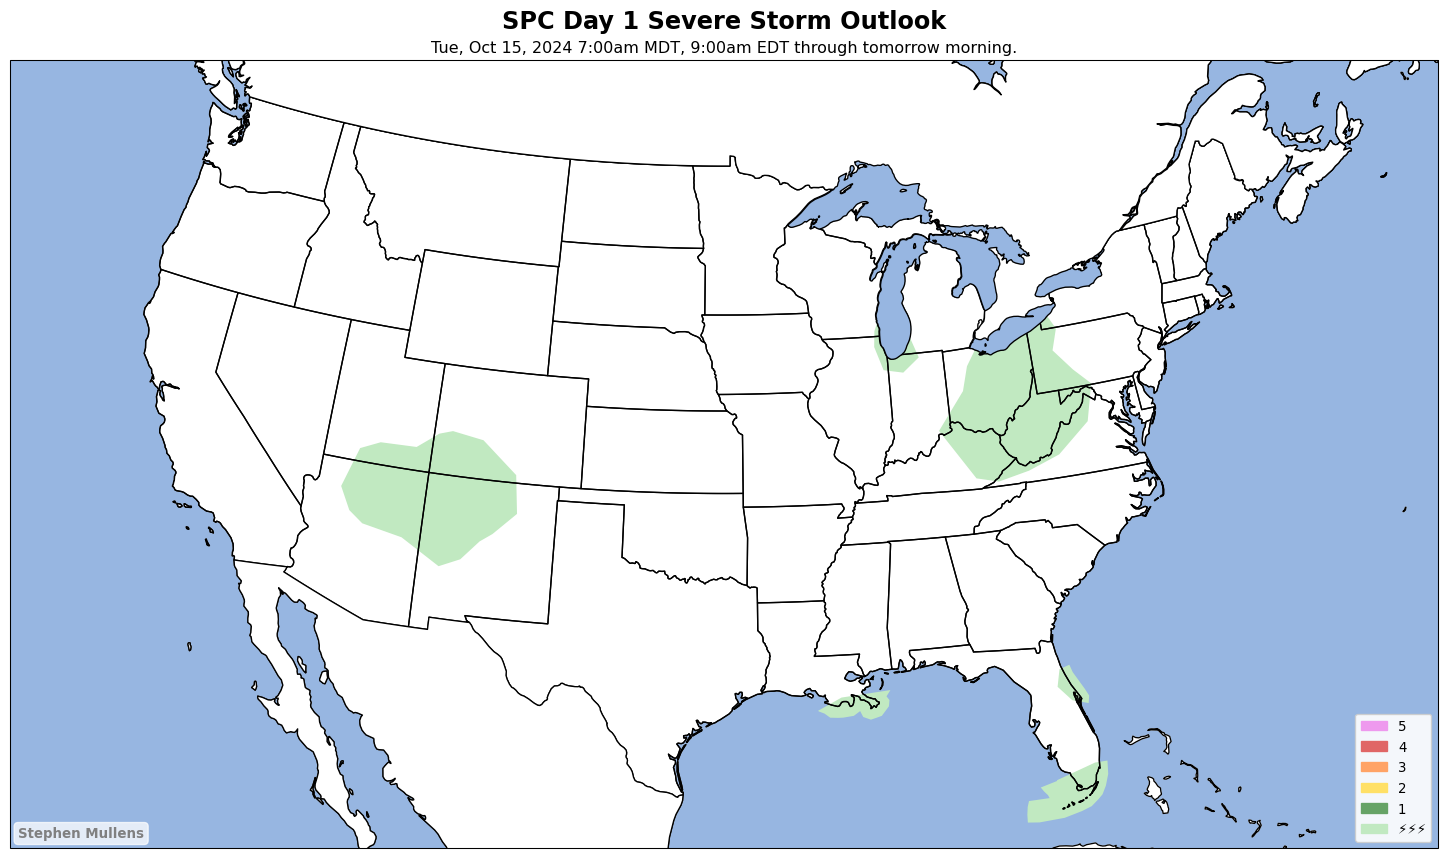 SPC Day 1 Severe Storm Outlook
Tue, Oct 15, 2024 7:00am MDT, 9:00am EDT through tomorrow morning.
5
4
3
2
1
⚡⚡⚡
Stephen Mullens